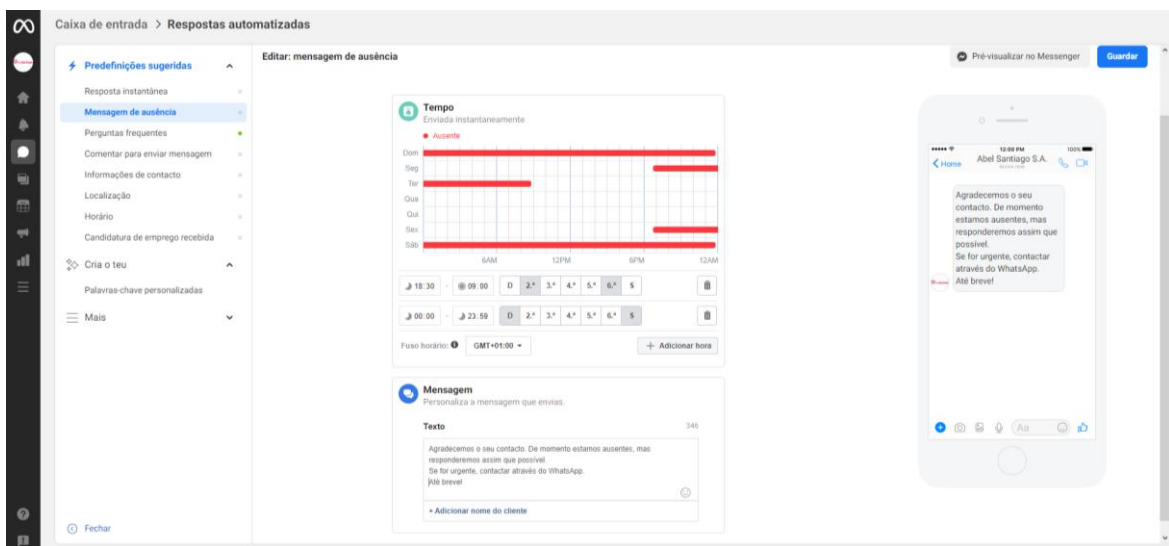 Caixa de entrada > Respostas automatizadas
Predefinições sugeridas
Resposta instantânea
Mensagem de ausência
Perguntas frequentes
Comentar para enviar mensagem
Informações de contacto
Localização
Horário
Candidatura de emprego recebida
Cria o teu
Palavras-chave personalizadas
Mais
Fechar
Editar: mensagem de ausência
Pré-visualizar no Messenger
Guardar
Tempo
Enviada instantaneamente
Ausente
Dom
Seg
Ter
Qua
Qui
Sex
Sáb
6AM 12PM 6PM 12AM
18:30 - 09:00 D 2.ª 3.ª 4.ª 5.ª 6.ª S
00:00 - 23:59 D 2.ª 3.ª 4.ª 5.ª 6.ª S
Fuso horário: GMT+01:00
+ Adicionar hora
Mensagem
Personaliza a mensagem que envias.
Texto 346
Agradecemos o seu contacto. De momento estamos ausentes, mas
responderemos assim que possível.
Se for urgente, contactar através do WhatsApp.
Até breve!
+ Adicionar nome do cliente
12:00 PM 100%
Home Abel Santiago S.A.
Agradecemos o seu
contacto. De momento
estamos ausentes, mas
responderemos assim que
possível.
Se for urgente, contactar
através do WhatsApp.
Até breve!
Aa